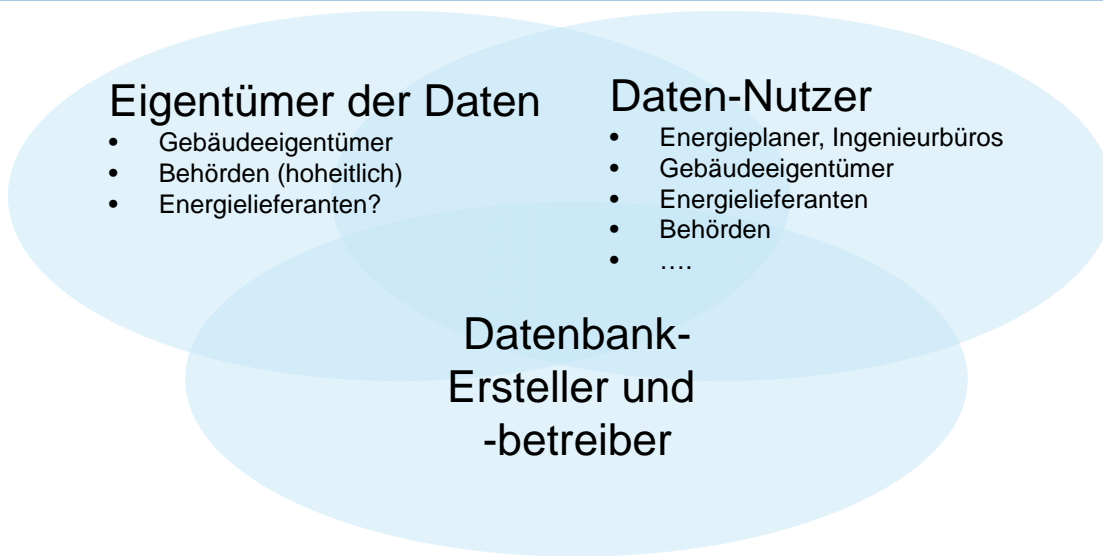 Eigentümer der Daten
• Gebäudeeigentümer
• Behörden (hoheitlich)
• Energielieferanten?
Daten-Nutzer
• Energieplaner, Ingenieurbüros
• Gebäudeeigentümer
• Energielieferanten
• Behörden
• ....
Datenbank-
Ersteller und
-betreiber